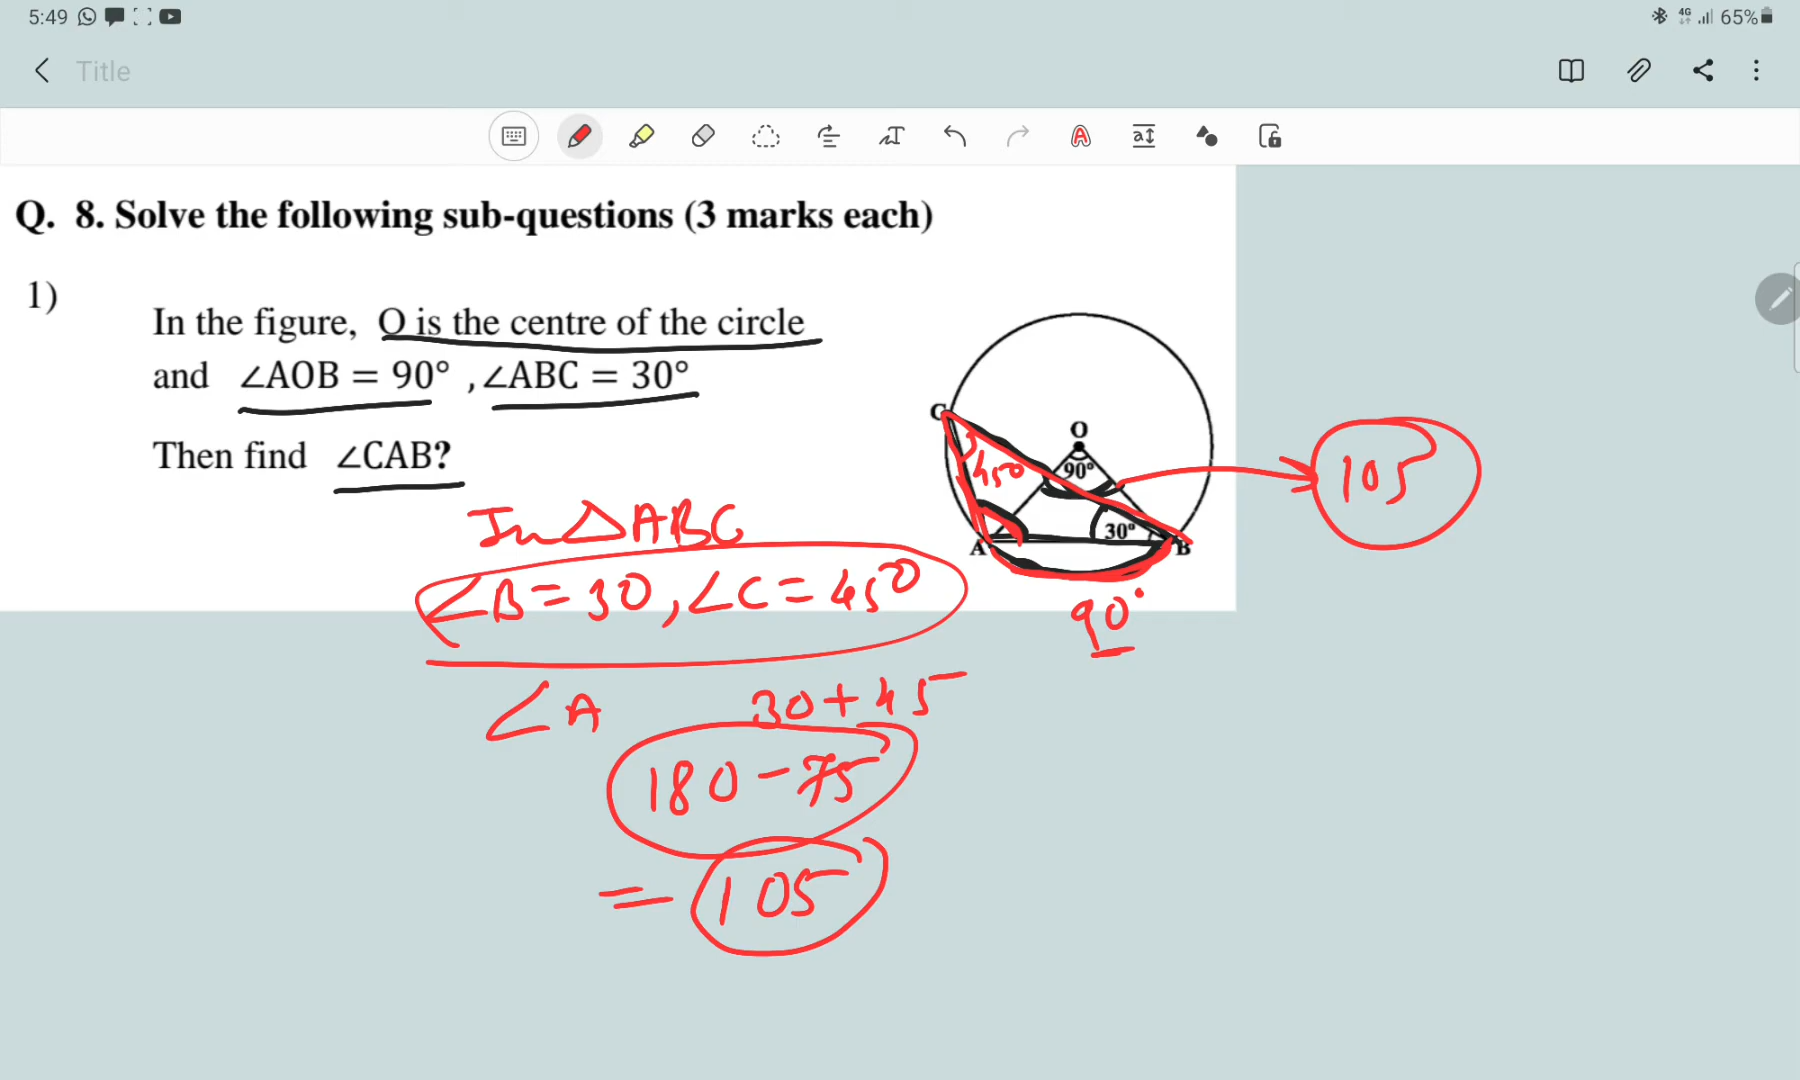 5:49
4G 65%
Title
Q. 8. Solve the following sub-questions (3 marks each)
1)
In the figure, O is the centre of the circle
and ∠AOB = 90° , ∠ABC = 30°
Then find ∠CAB?
C
O
90°
45°
30°
A
B
105
90°
In △ABC
∠B = 30, ∠C = 45°
∠A 30 + 45
180 - 75
= 105